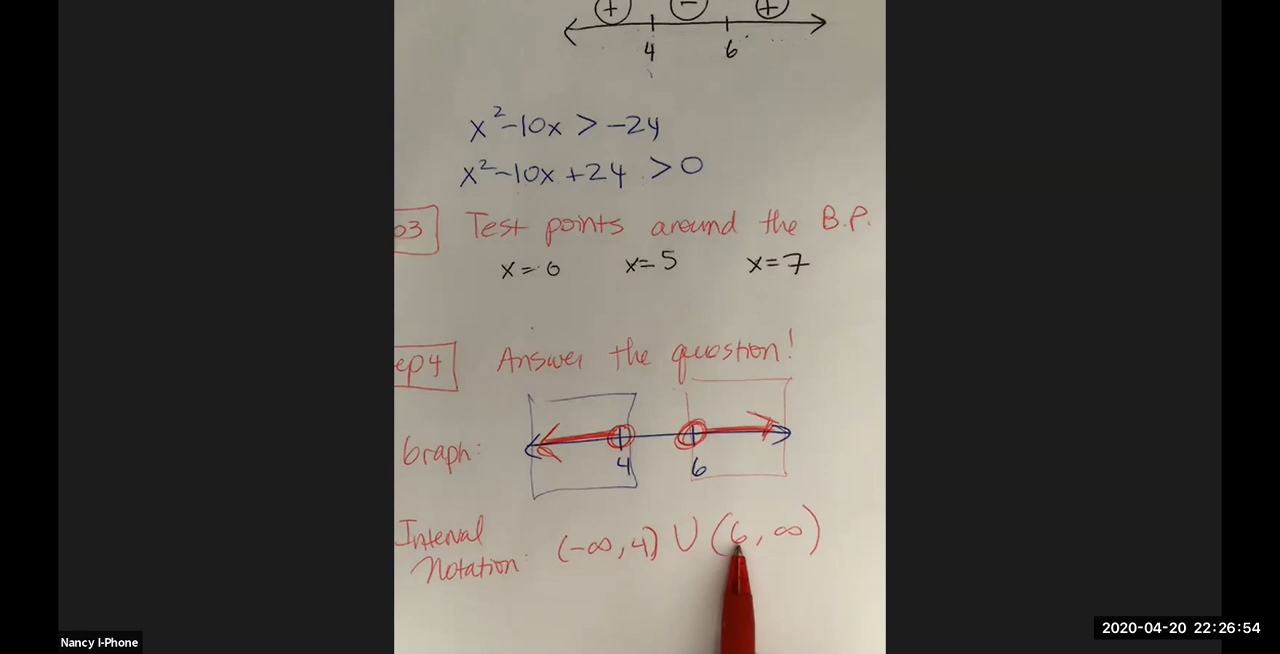 + − +
4 6
x²-10x > -24
x²-10x +24 > 0
p3 Test points around the B.P.
x=0 x=5 x=7
ep4 Answer the question!
Graph: 4 6
Interval (-∞, 4) ∪ (6, ∞)
Notation:
Nancy I-Phone
2020-04-20 22:26:54